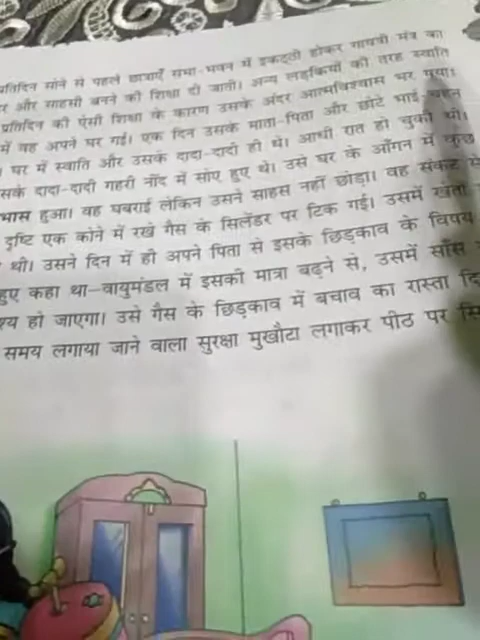 प्रतिदिन सोने से पहले छात्राएँ सभा-भवन में इकट्ठी होकर गायत्री मंत्र का
और साहसी बनने की शिक्षा दी जाती। अन्य लड़कियों की तरह स्वाति
प्रतिदिन की ऐसी शिक्षा के कारण उसके अंदर आत्मविश्वास भर गया।
में वह अपने घर गई। एक दिन उसके माता-पिता और छोटे भाई-बहन
घर में स्वाति और उसके दादा-दादी ही थे। आधी रात हो चुकी थी।
सके दादा-दादी गहरी नींद में सोए हुए थे। उसे घर के आँगन में कुछ
भास हुआ। वह घबराई लेकिन उसने साहस नहीं छोड़ा। वह संकट से
दृष्टि एक कोने में रखे गैस के सिलेंडर पर टिक गई। उसमें खेतों
थी। उसने दिन में ही अपने पिता से इसके छिड़काव के विषय
हुए कहा था–वायुमंडल में इसकी मात्रा बढ़ने से, उसमें साँस
श्य हो जाएगा। उसे गैस के छिड़काव में बचाव का रास्ता दि
समय लगाया जाने वाला सुरक्षा मुखौटा लगाकर पीठ पर सि